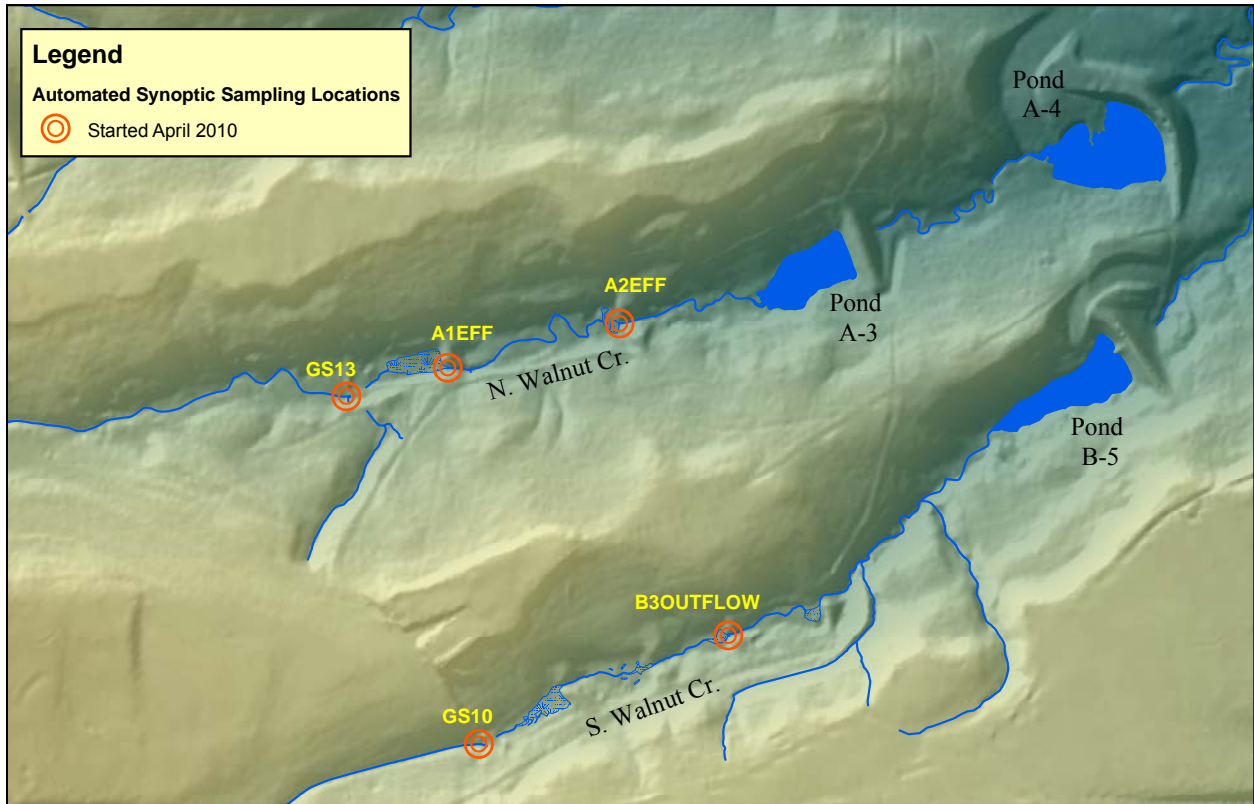 Legend
Automated Synoptic Sampling Locations
Started April 2010
Pond
A-4
A2EFF
Pond
A-3
A1EFF
GS13
N. Walnut Cr.
Pond
B-5
B3OUTFLOW
S. Walnut Cr.
GS10